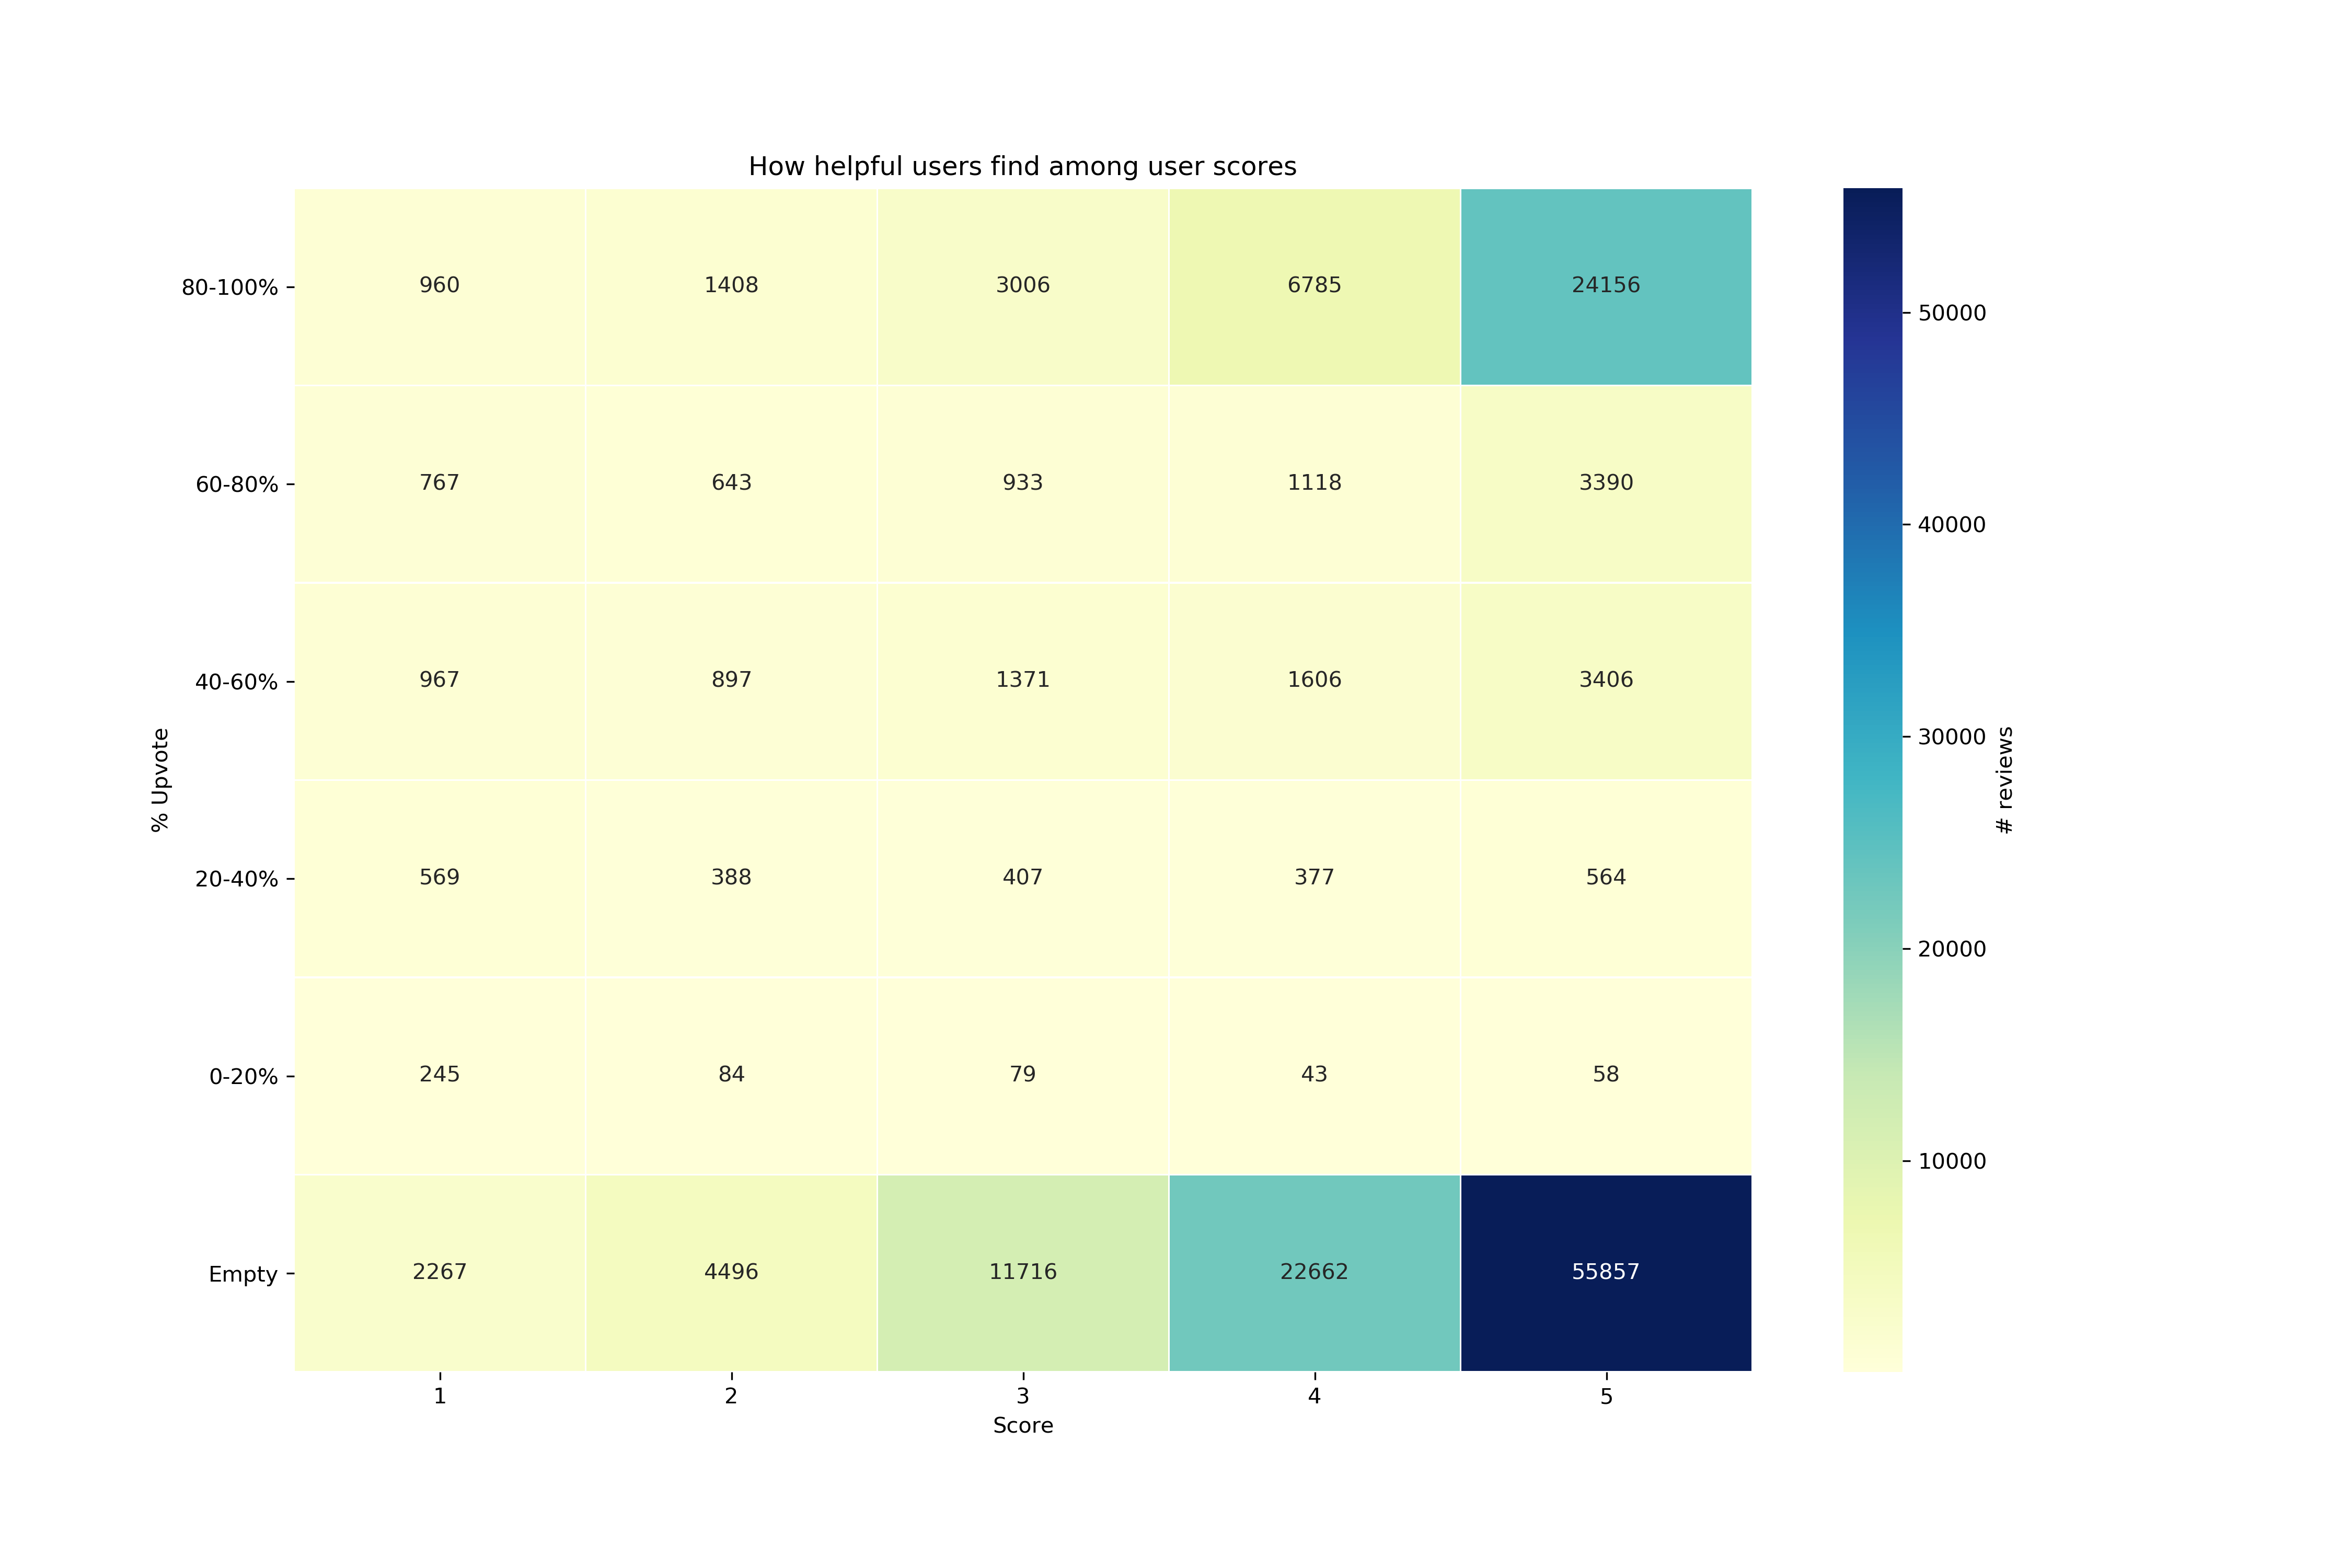 How helpful users find among user scores
80-100% 960 1408 3006 6785 24156
60-80% 767 643 933 1118 3390
40-60% 967 897 1371 1606 3406
20-40% 569 388 407 377 564
0-20% 245 84 79 43 58
Empty 2267 4496 11716 22662 55857
1 2 3 4 5
Score
% Upvote
50000
40000
30000
20000
10000
# reviews